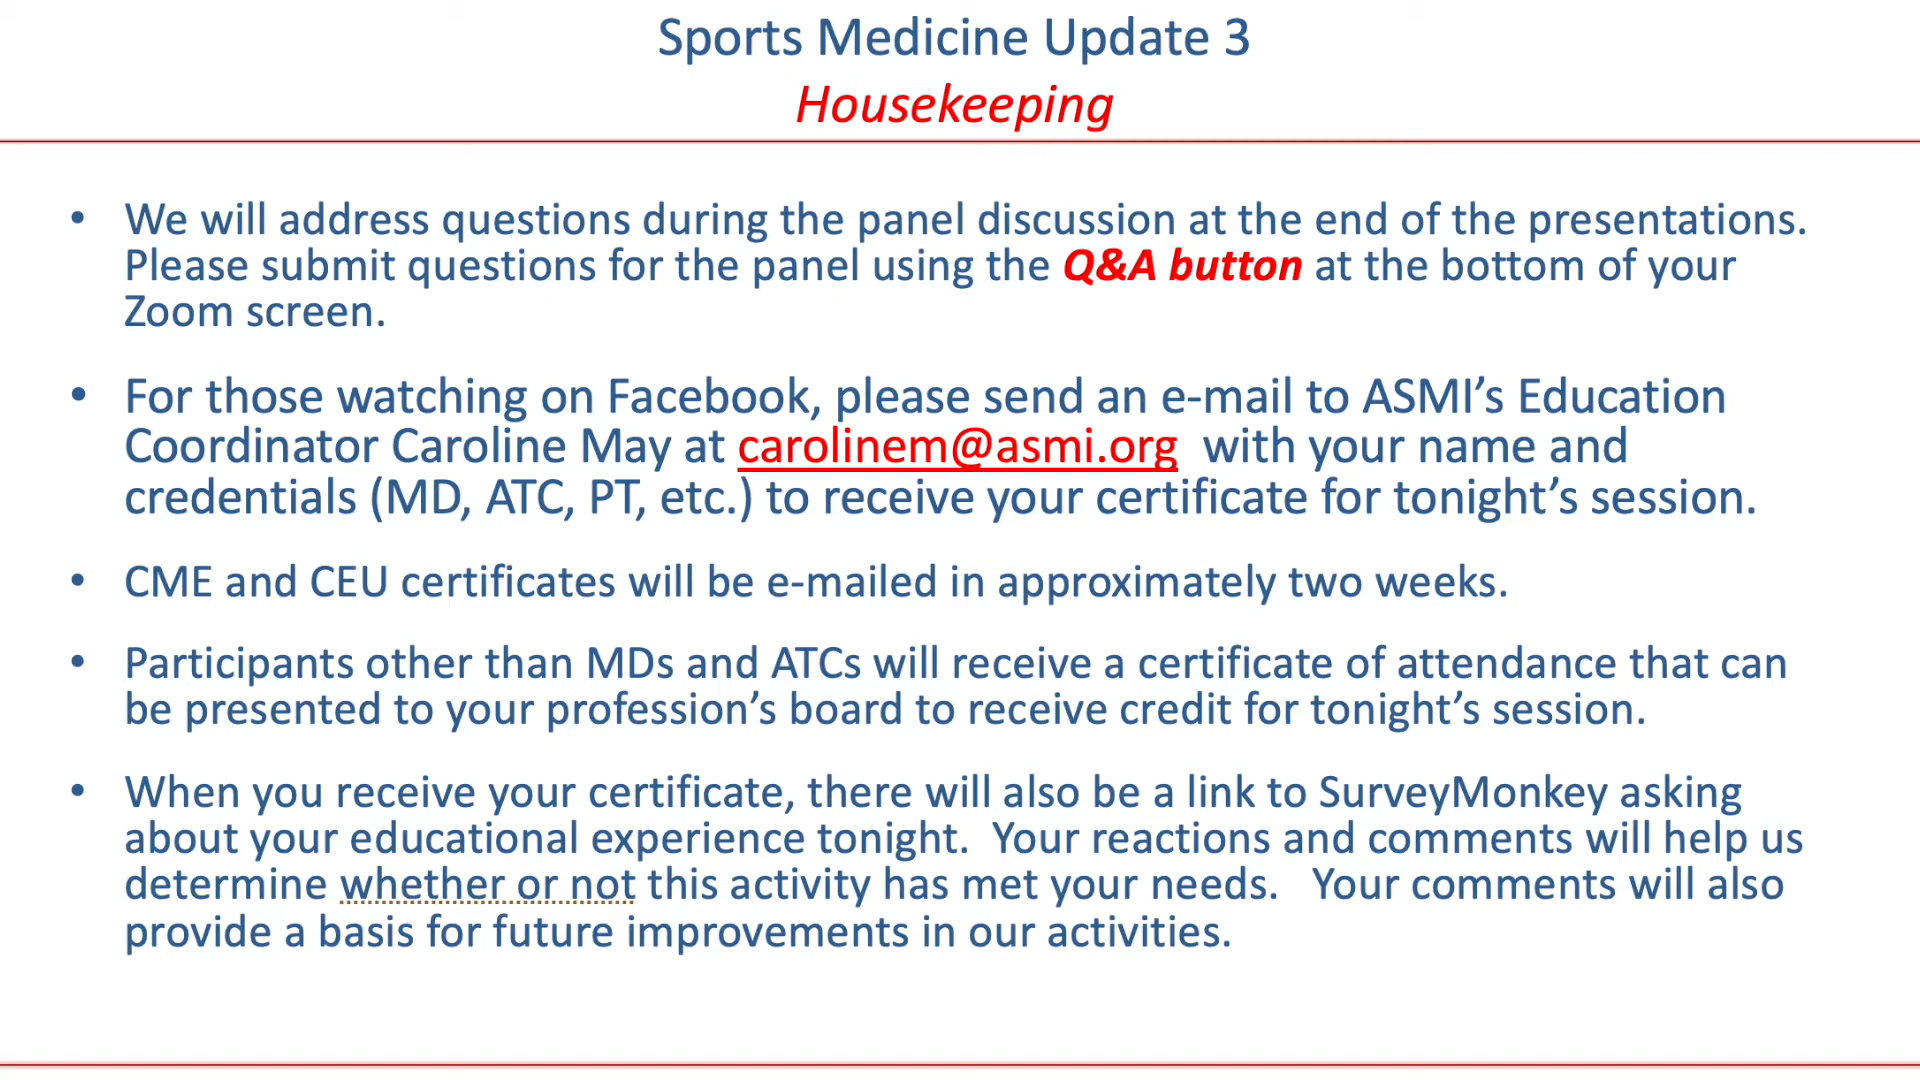 Sports Medicine Update 3
Housekeeping
• We will address questions during the panel discussion at the end of the presentations.
Please submit questions for the panel using the Q&A button at the bottom of your
Zoom screen.
• For those watching on Facebook, please send an e-mail to ASMI’s Education
Coordinator Caroline May at carolinem@asmi.org with your name and
credentials (MD, ATC, PT, etc.) to receive your certificate for tonight’s session.
• CME and CEU certificates will be e-mailed in approximately two weeks.
• Participants other than MDs and ATCs will receive a certificate of attendance that can
be presented to your profession’s board to receive credit for tonight’s session.
• When you receive your certificate, there will also be a link to SurveyMonkey asking
about your educational experience tonight.  Your reactions and comments will help us
determine whether or not this activity has met your needs.   Your comments will also
provide a basis for future improvements in our activities.